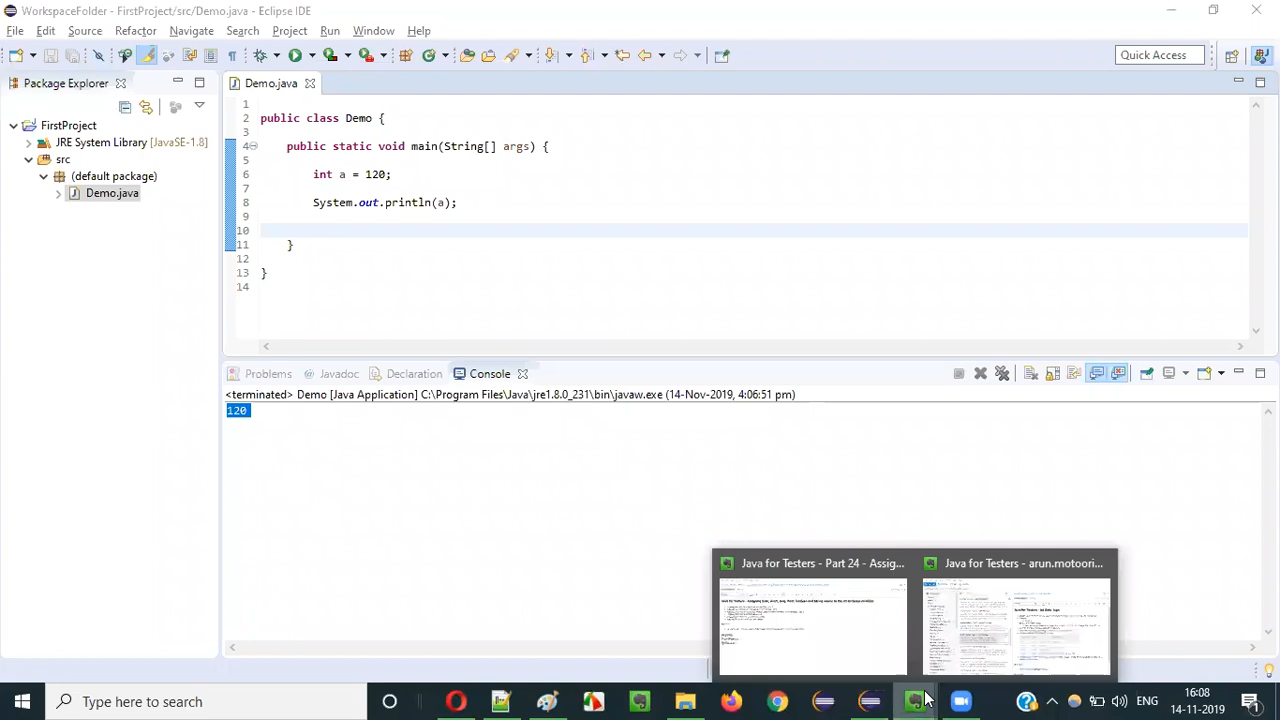 WorkspaceFolder - FirstProject/src/Demo.java - Eclipse IDE
File Edit Source Refactor Navigate Search Project Run Window Help
Quick Access
Package Explorer
Demo.java
FirstProject
JRE System Library [JavaSE-1.8]
src
(default package)
Demo.java
1
2 public class Demo {
3
4 public static void main(String[] args) {
5
6 int a = 120;
7
8 System.out.println(a);
9
10
11 }
12
13 }
14
Problems Javadoc Declaration Console
<terminated> Demo [Java Application] C:\Program Files\Java\jre1.8.0_231\bin\javaw.exe (14-Nov-2019, 4:06:51 pm)
120
Java for Testers - Part 24 - Assig...
Java for Testers - arun.motoori...
Type here to search
ENG
16:08
14-11-2019
1